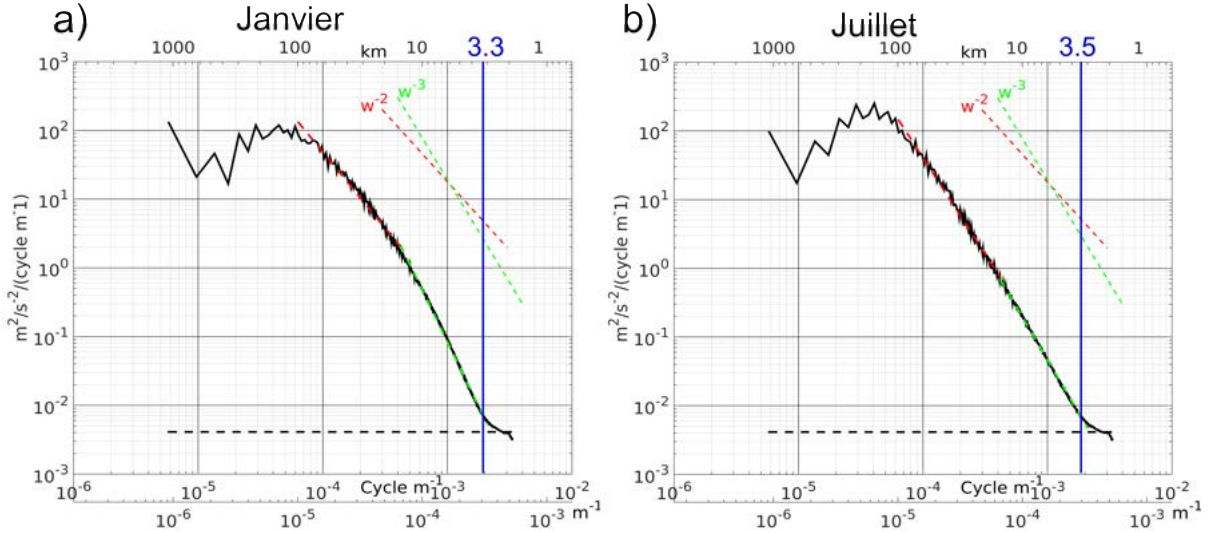 a) Janvier
1000 100 km 10 3.3 1
10³
10²
10¹
10⁰
10⁻¹
10⁻²
10⁻³
m²/s⁻²/(cycle m⁻¹)
w⁻² w⁻³
10⁻⁶ 10⁻⁵ 10⁻⁴ Cycle m⁻¹ 10⁻³ 10⁻²
10⁻⁶ 10⁻⁵ 10⁻⁴ 10⁻³ m⁻¹
b) Juillet
1000 100 km 10 3.5 1
10³
10²
10¹
10⁰
10⁻¹
10⁻²
10⁻³
m²/s⁻²/(cycle m⁻¹)
w⁻² w⁻³
10⁻⁶ 10⁻⁵ 10⁻⁴ Cycle m⁻¹ 10⁻³ 10⁻²
10⁻⁶ 10⁻⁵ 10⁻⁴ 10⁻³ m⁻¹